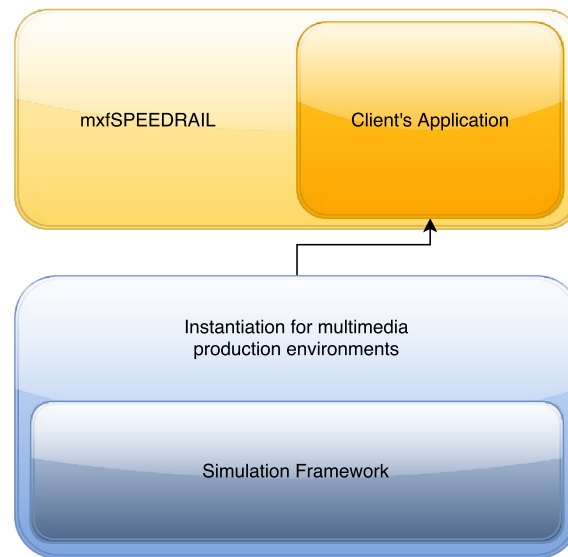 mxfSPEEDRAIL
Client's Application
Instantiation for multimedia
production environments
Simulation Framework